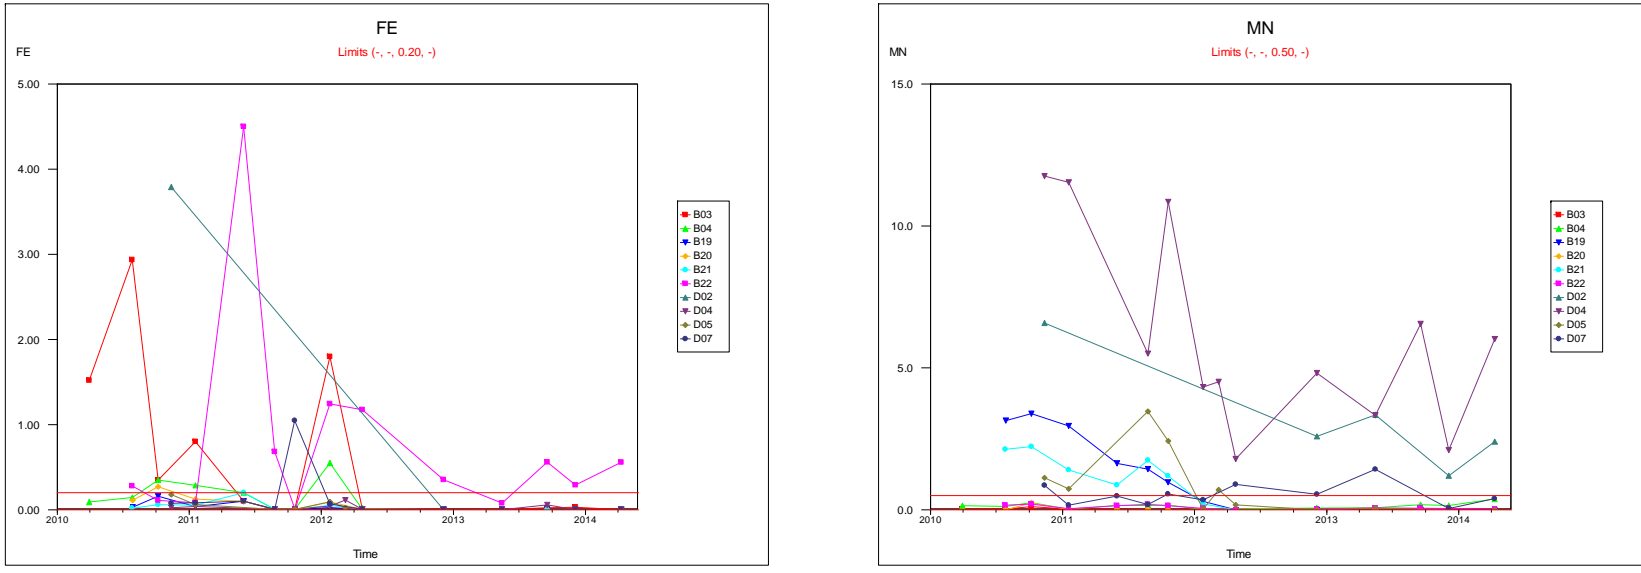 FE
FE
Limits (-, -, 0.20, -)
5.00
4.00
3.00
2.00
1.00
0.00
2010
2011
2012
2013
2014
Time
B03
B04
B19
B20
B21
B22
D02
D04
D05
D07
MN
MN
Limits (-, -, 0.50, -)
15.0
10.0
5.0
0.0
2010
2011
2012
2013
2014
Time
B03
B04
B19
B20
B21
B22
D02
D04
D05
D07